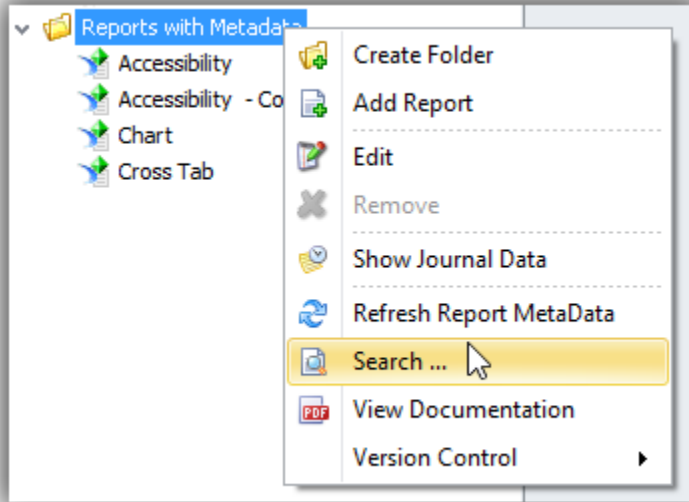 Reports with Metadata
Accessibility
Accessibility - Co
Chart
Cross Tab
Create Folder
Add Report
Edit
Remove
Show Journal Data
Refresh Report MetaData
Search ...
PDF
View Documentation
Version Control